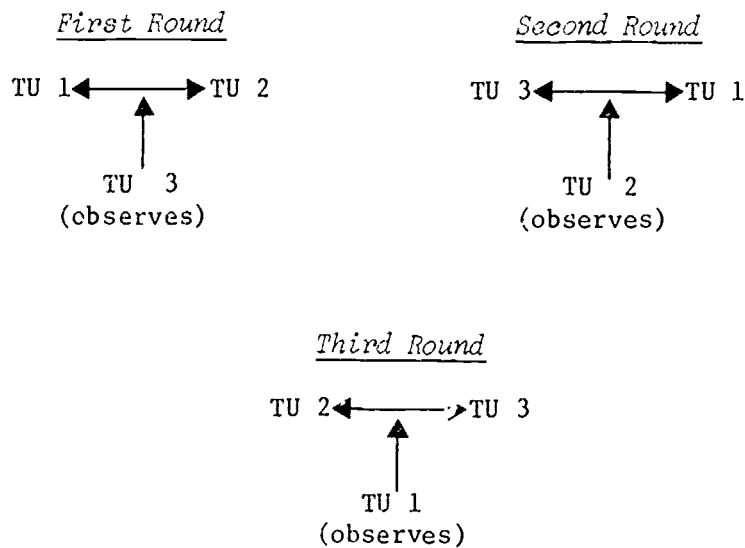 First Round
TU 1 TU 2
TU 3
(observes)
Second Round
TU 3 TU 1
TU 2
(observes)
Third Round
TU 2 TU 3
TU 1
(observes)